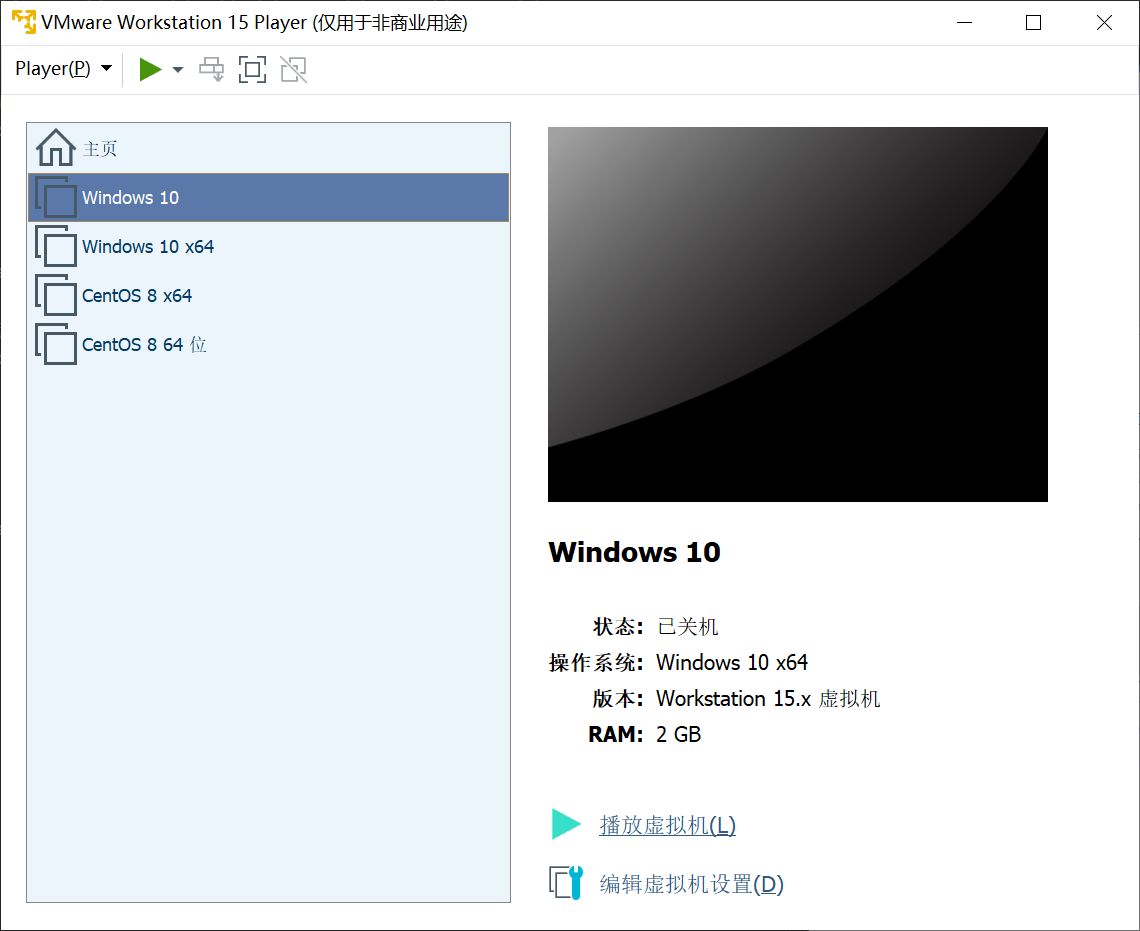 VMware Workstation 15 Player (仅用于非商业用途)
Player(P)
主页
Windows 10
Windows 10 x64
CentOS 8 x64
CentOS 8 64 位
Windows 10
状态: 已关机
操作系统: Windows 10 x64
版本: Workstation 15.x 虚拟机
RAM: 2 GB
播放虚拟机(L)
编辑虚拟机设置(D)